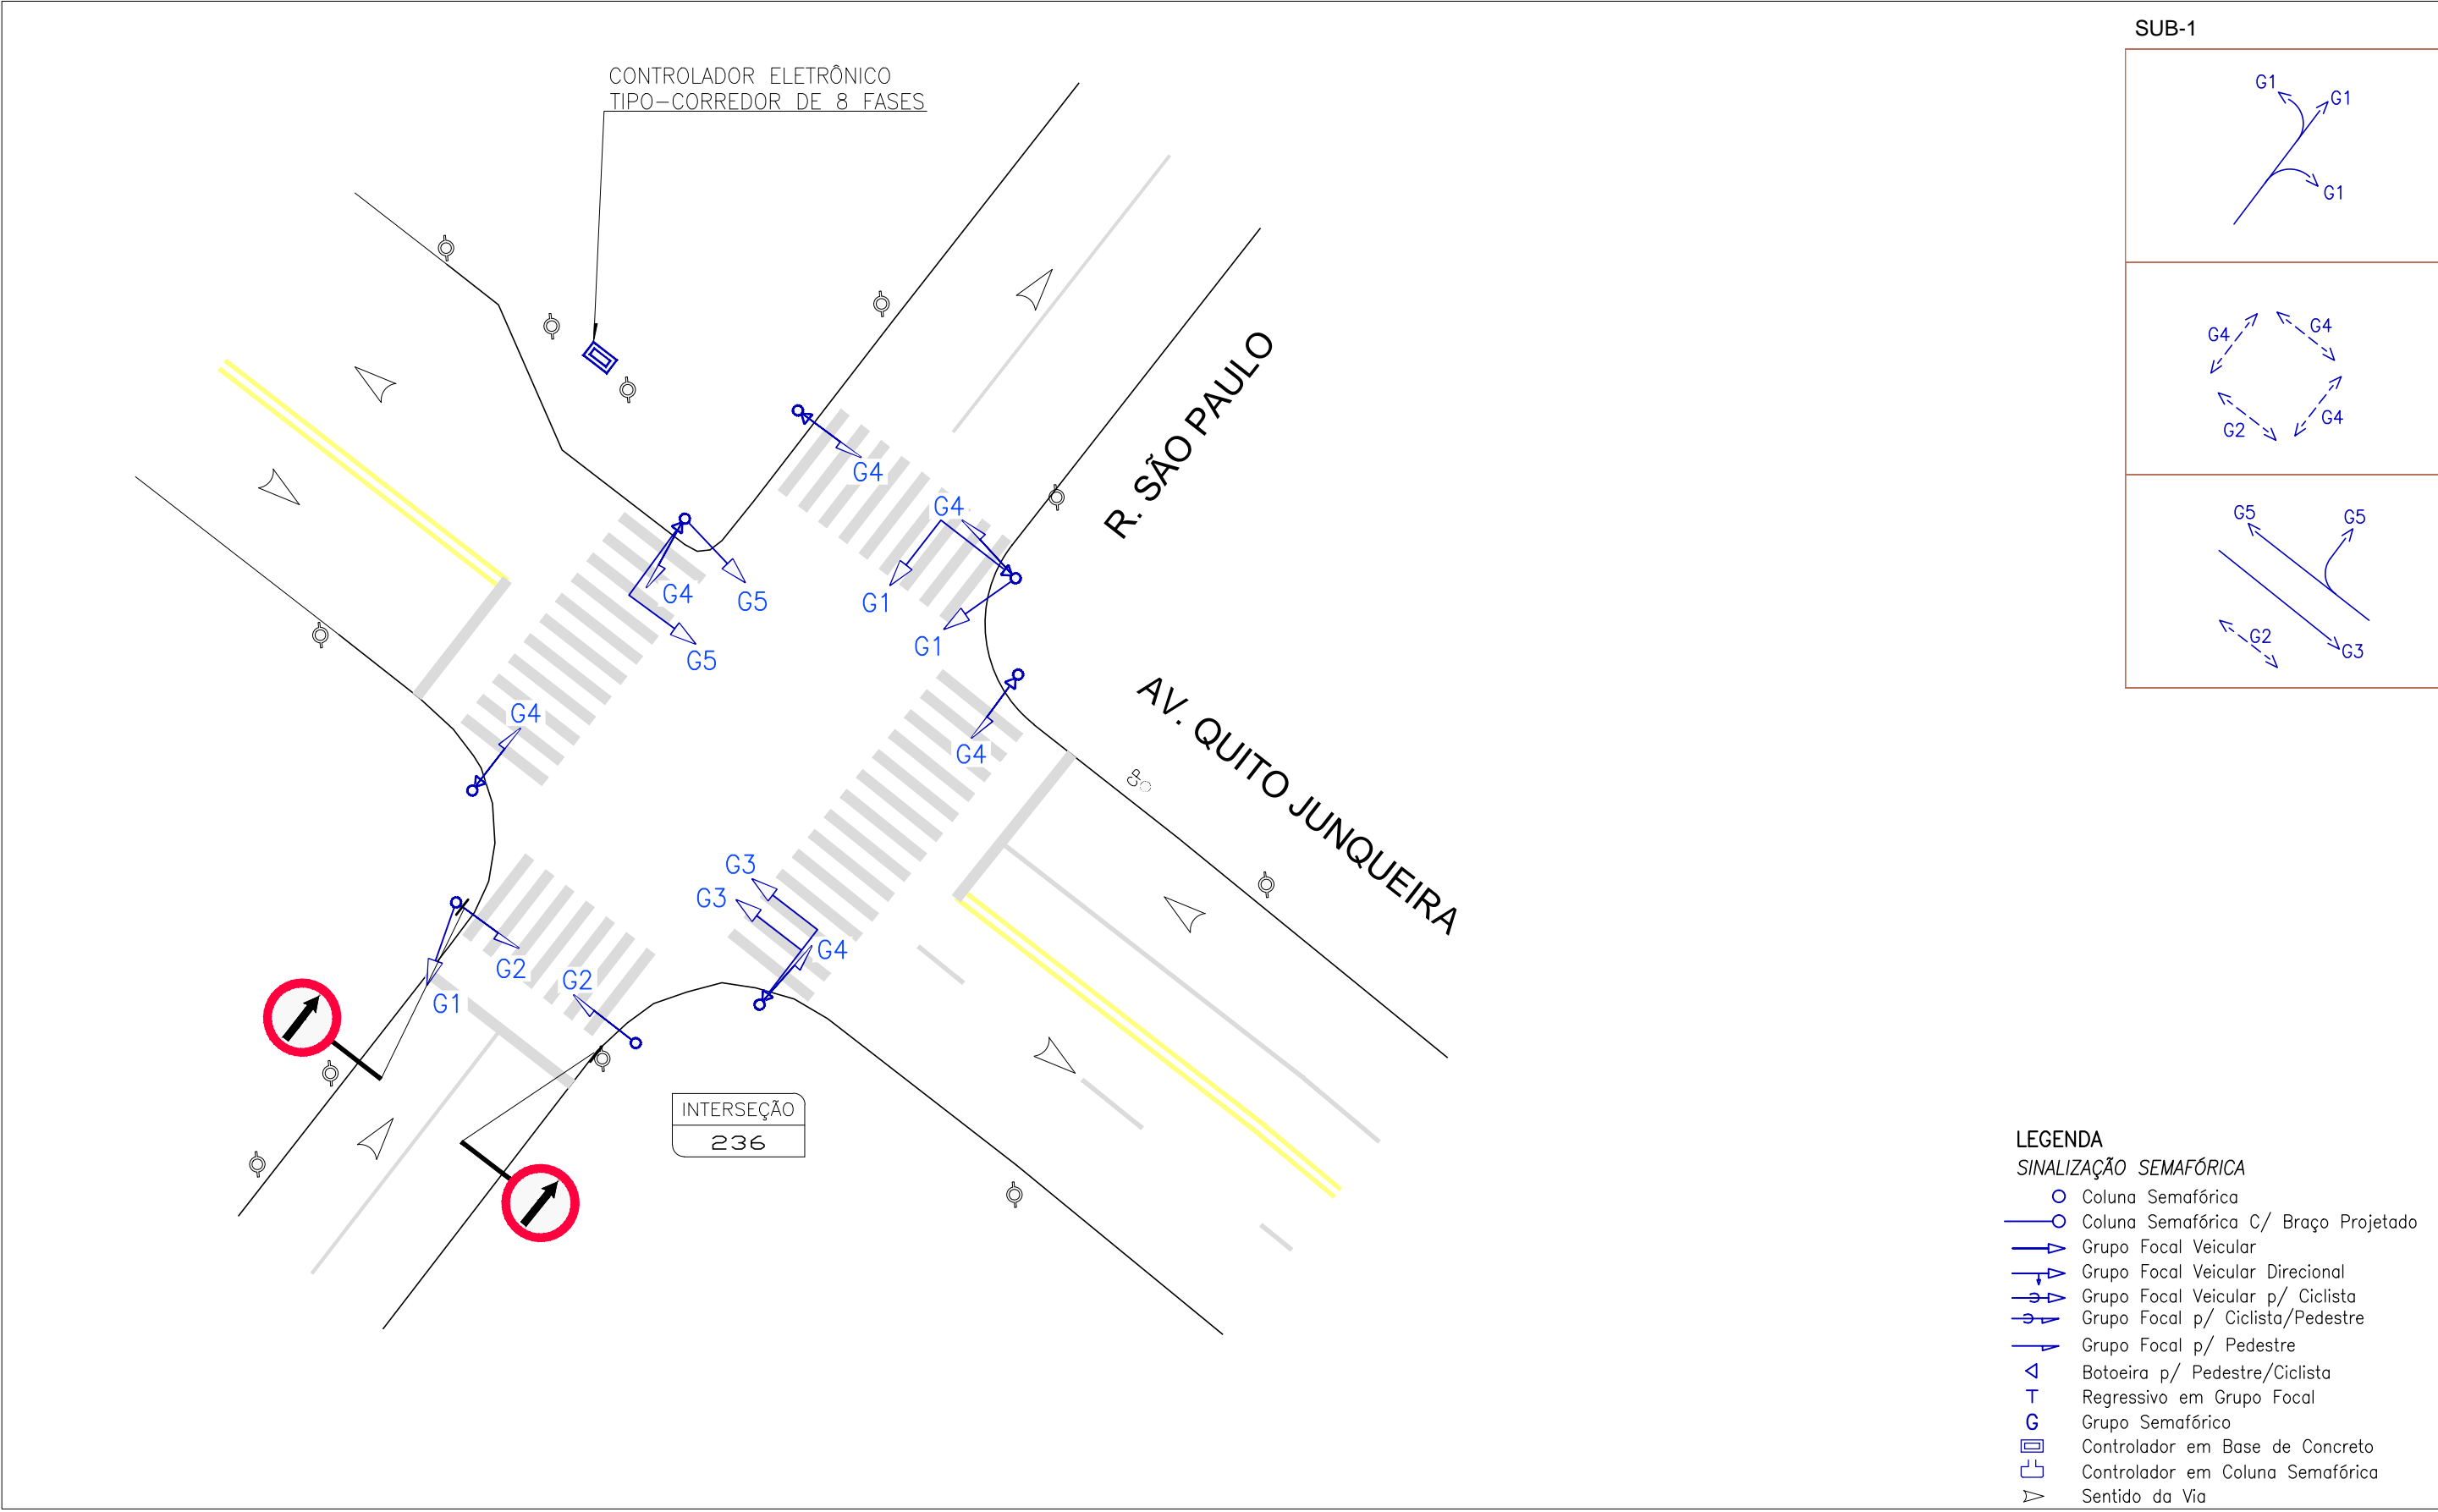 SUB-1
CONTROLADOR ELETRÔNICO
TIPO-CORREDOR DE 8 FASES
G1
G1
G1
G4
G4
G4
G2
G5
G5
G2
G3
R. SÃO PAULO
AV. QUITO JUNQUEIRA
G4
G4
G4
G5
G1
G5
G1
G4
G4
G3
G3
G4
G2
G2
G1
CP
INTERSEÇÃO
236
LEGENDA
SINALIZAÇÃO SEMAFÓRICA
Coluna Semafórica
Coluna Semafórica C/ Braço Projetado
Grupo Focal Veicular
Grupo Focal Veicular Direcional
Grupo Focal Veicular p/ Ciclista
Grupo Focal p/ Ciclista/Pedestre
Grupo Focal p/ Pedestre
Botoeira p/ Pedestre/Ciclista
T Regressivo em Grupo Focal
G Grupo Semafórico
Controlador em Base de Concreto
Controlador em Coluna Semafórica
Sentido da Via